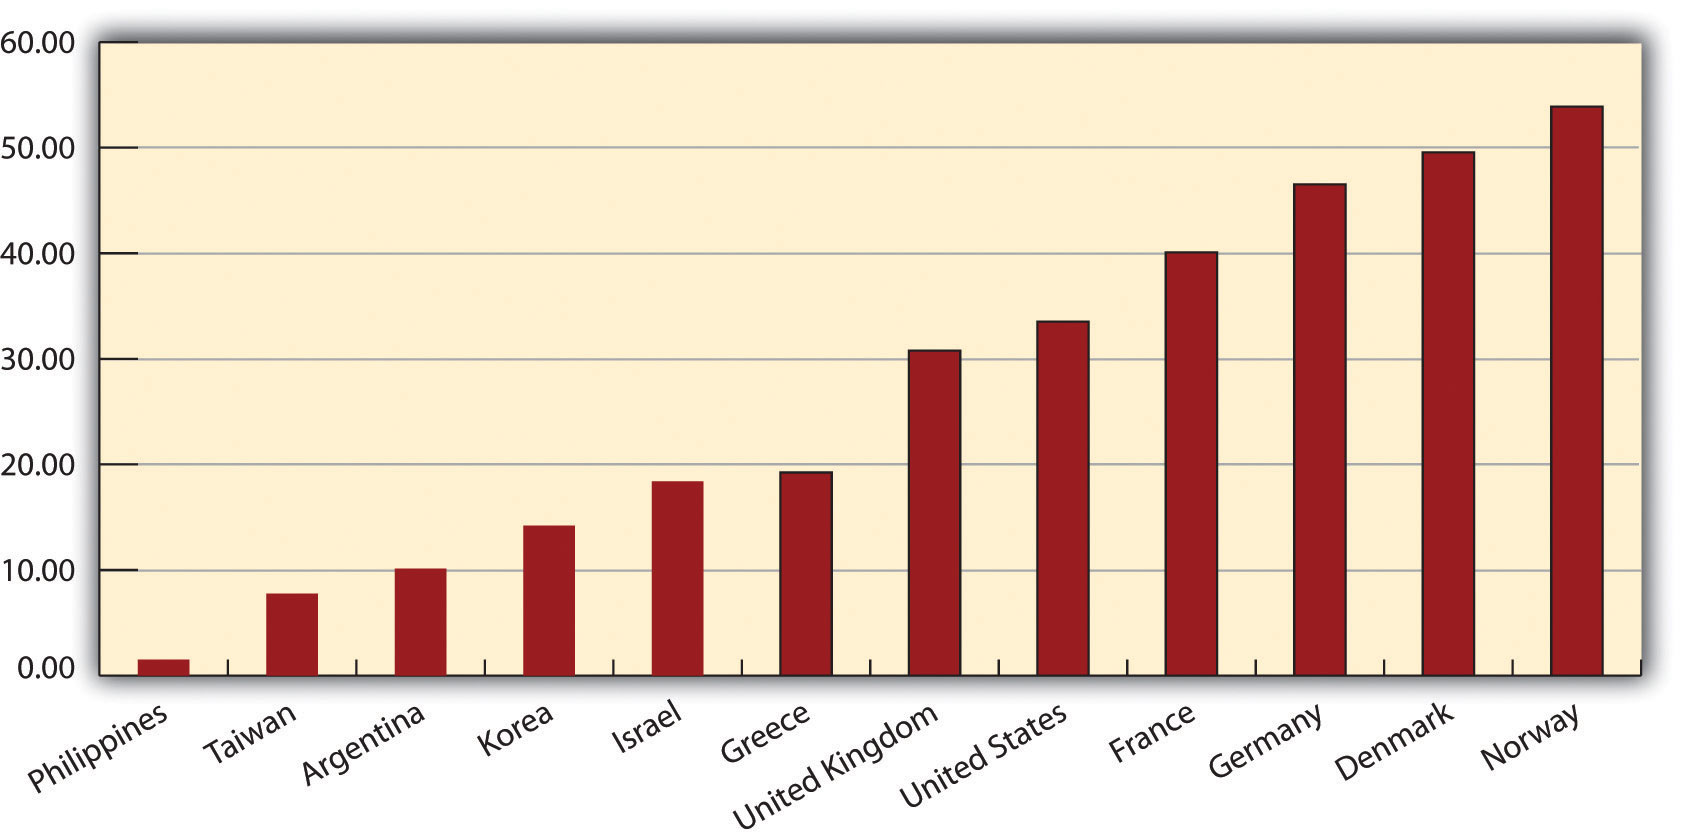 60.00
50.00
40.00
30.00
20.00
10.00
0.00
Philippines
Taiwan
Argentina
Korea
Israel
Greece
United Kingdom
United States
France
Germany
Denmark
Norway